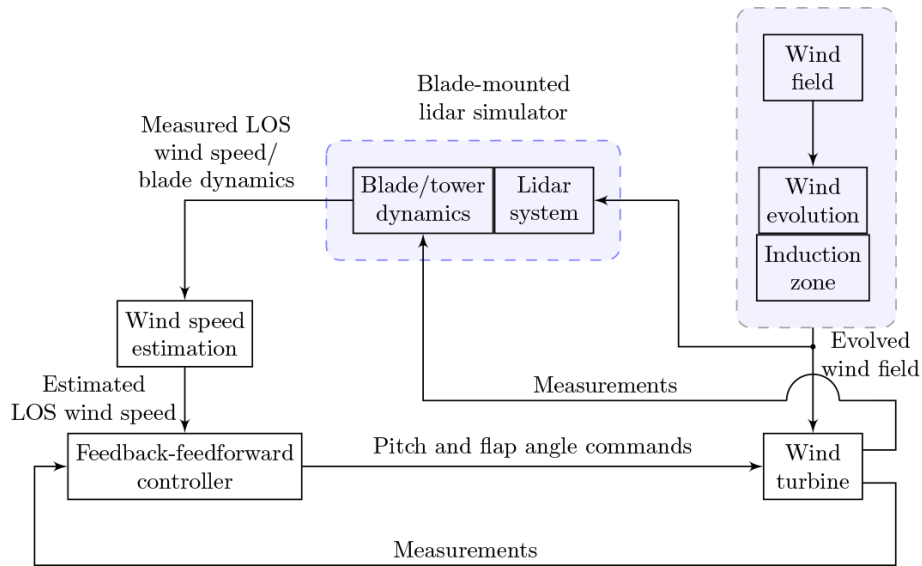 Wind
field
Blade-mounted
lidar simulator
Measured LOS
wind speed/
blade dynamics
Blade/tower
dynamics
Lidar
system
Wind
evolution
Induction
zone
Wind speed
estimation
Evolved
wind field
Estimated
LOS wind speed
Measurements
Feedback-feedforward
controller
Pitch and flap angle commands
Wind
turbine
Measurements